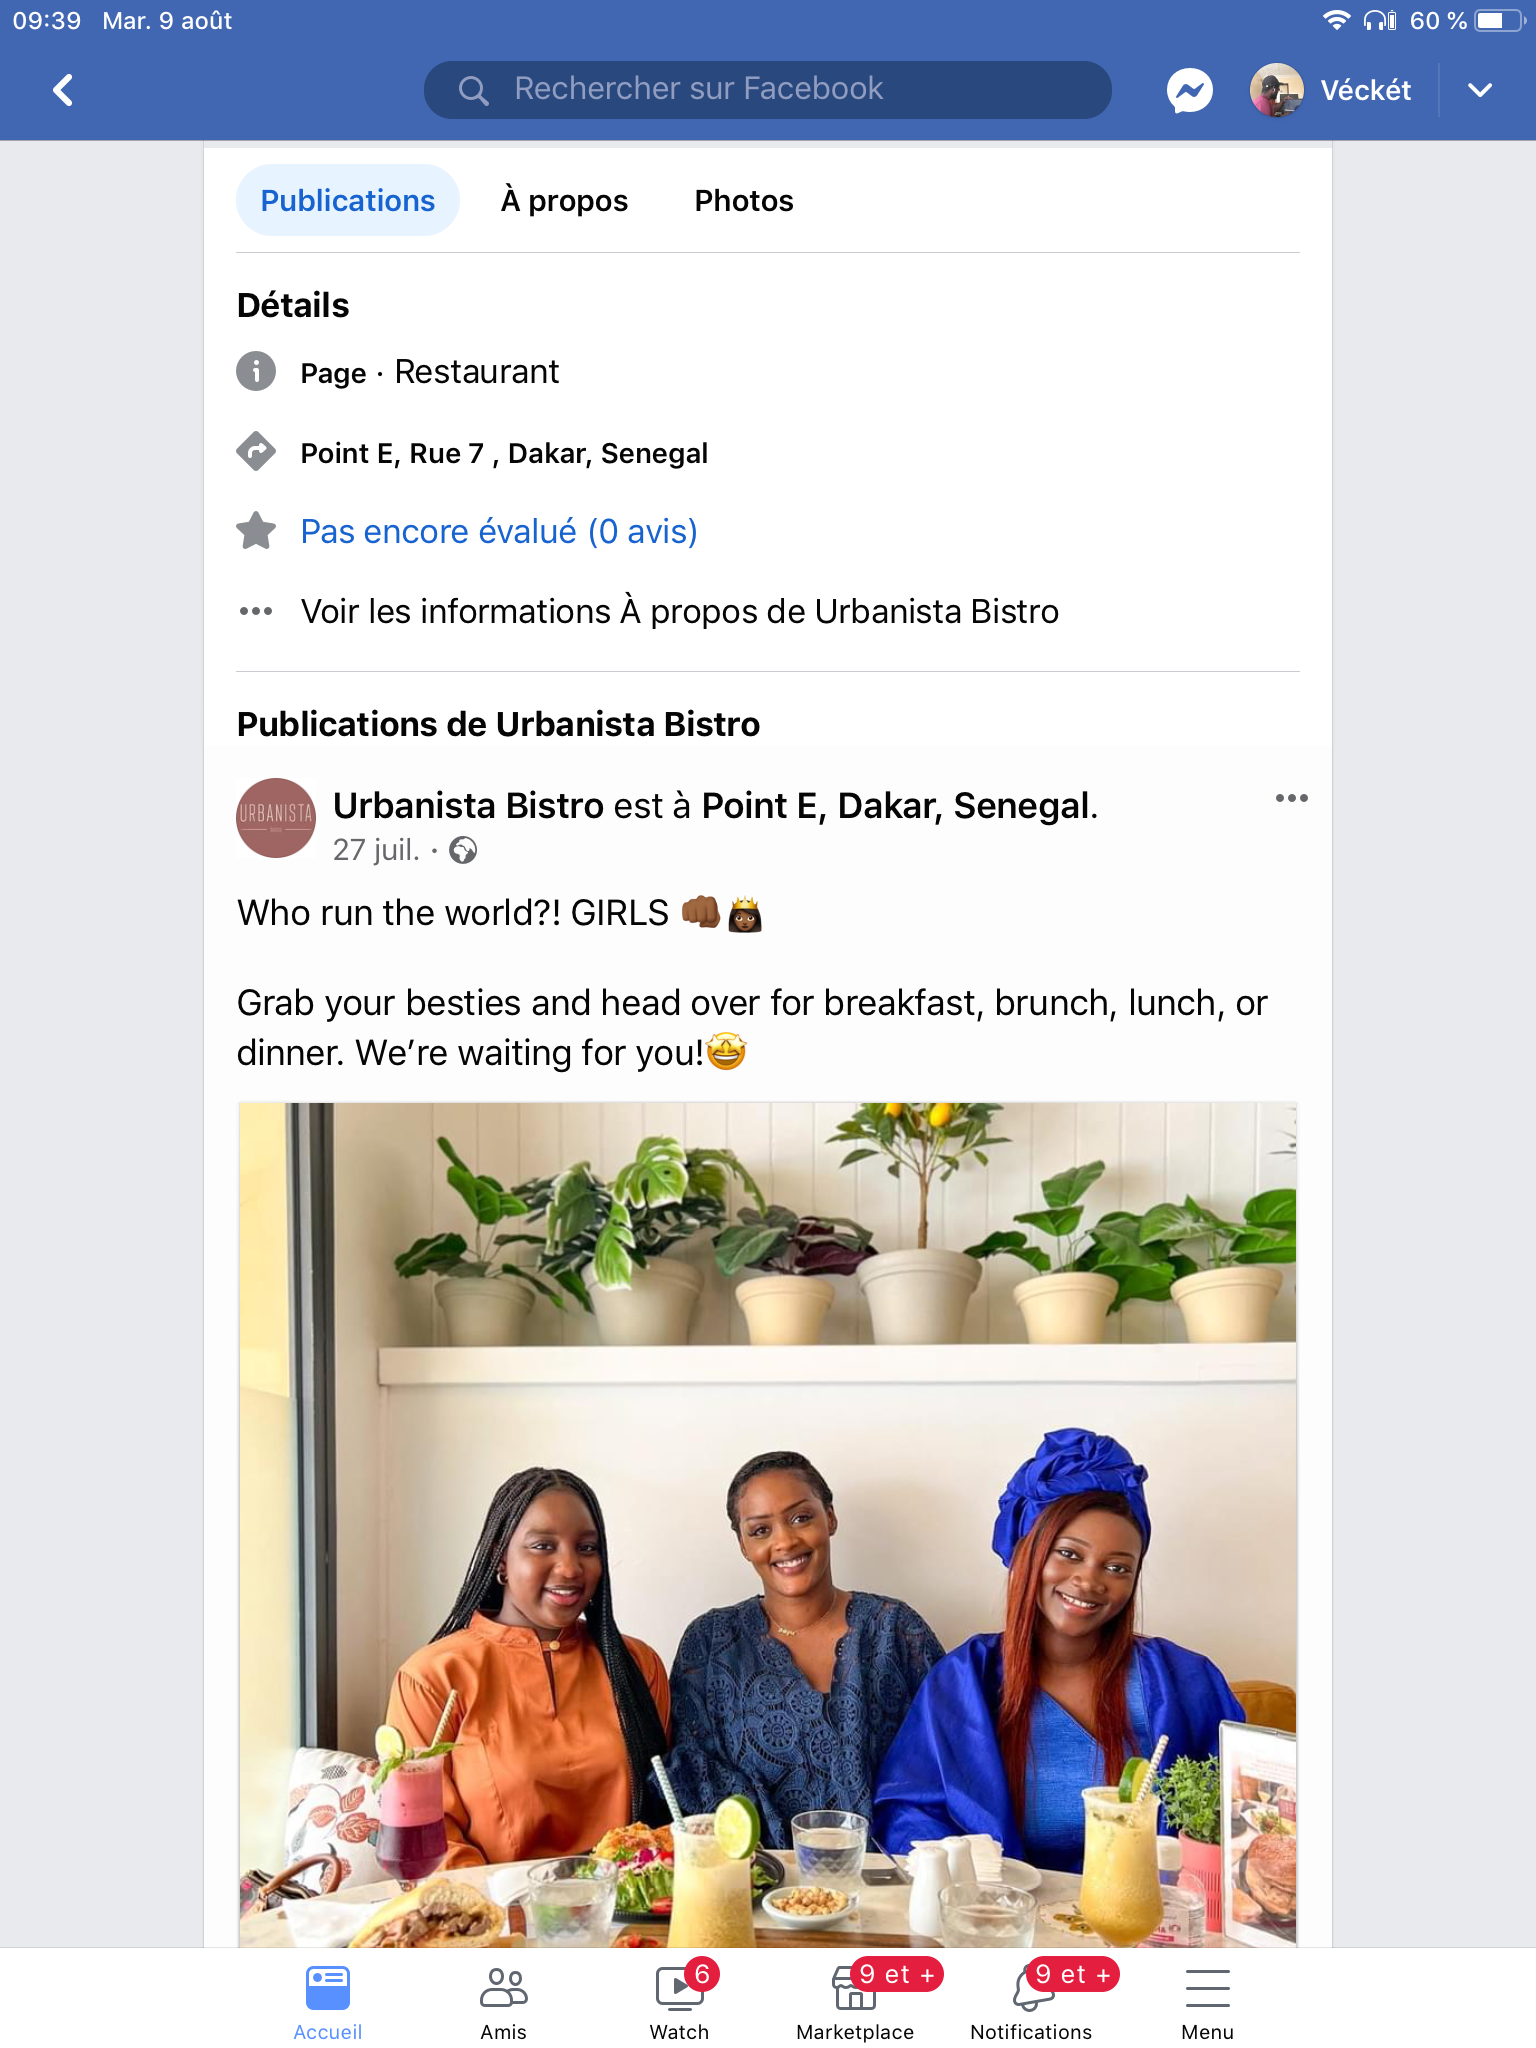 09:39 Mar. 9 août 60 %
Rechercher sur Facebook
Véckét
Publications À propos Photos
Détails
Page · Restaurant
Point E, Rue 7 , Dakar, Senegal
Pas encore évalué (0 avis)
Voir les informations À propos de Urbanista Bistro
Publications de Urbanista Bistro
URBANISTA
Urbanista Bistro est à Point E, Dakar, Senegal.
27 juil. ·
Who run the world?! GIRLS 👊🏾👸🏾
Grab your besties and head over for breakfast, brunch, lunch, or
dinner. We’re waiting for you!🤩
6 9 et + 9 et +
Accueil Amis Watch Marketplace Notifications Menu